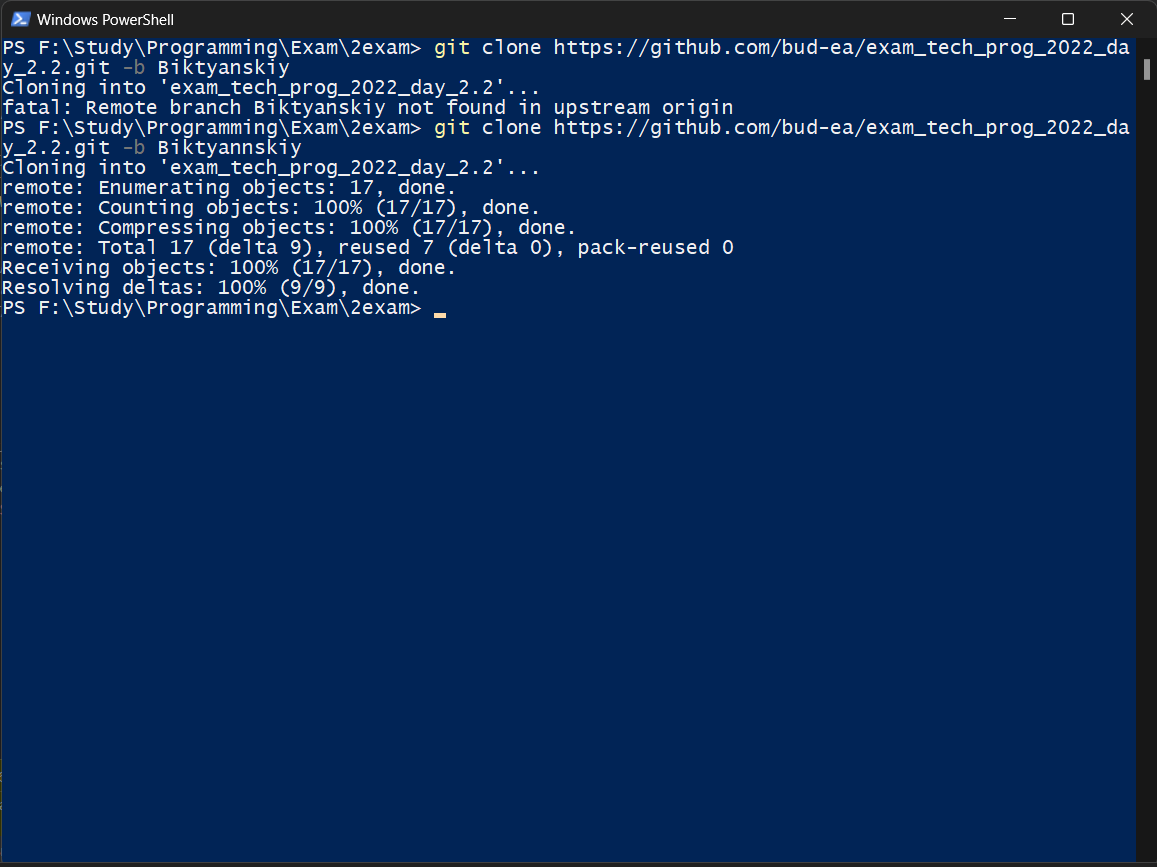 Windows PowerShell
PS F:\Study\Programming\Exam\2exam> git clone https://github.com/bud-ea/exam_tech_prog_2022_da
y_2.2.git -b Biktyanskiy
Cloning into 'exam_tech_prog_2022_day_2.2'...
fatal: Remote branch Biktyanskiy not found in upstream origin
PS F:\Study\Programming\Exam\2exam> git clone https://github.com/bud-ea/exam_tech_prog_2022_da
y_2.2.git -b Biktyannskiy
Cloning into 'exam_tech_prog_2022_day_2.2'...
remote: Enumerating objects: 17, done.
remote: Counting objects: 100% (17/17), done.
remote: Compressing objects: 100% (17/17), done.
remote: Total 17 (delta 9), reused 7 (delta 0), pack-reused 0
Receiving objects: 100% (17/17), done.
Resolving deltas: 100% (9/9), done.
PS F:\Study\Programming\Exam\2exam>